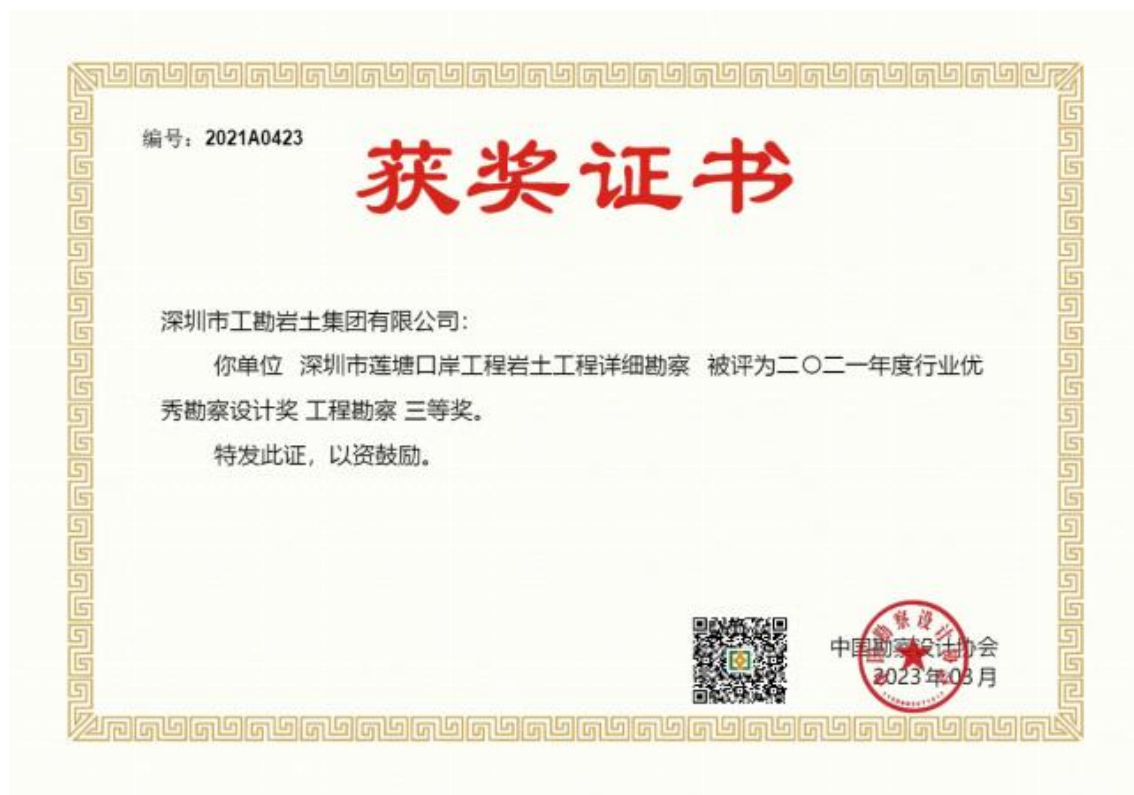 编号：2021A0423
获奖证书
深圳市工勘岩土集团有限公司：
你单位 深圳市莲塘口岸工程岩土工程详细勘察 被评为二〇二一年度行业优
秀勘察设计奖 工程勘察 三等奖。
特发此证，以资鼓励。
中国勘察设计协会
2023年03月